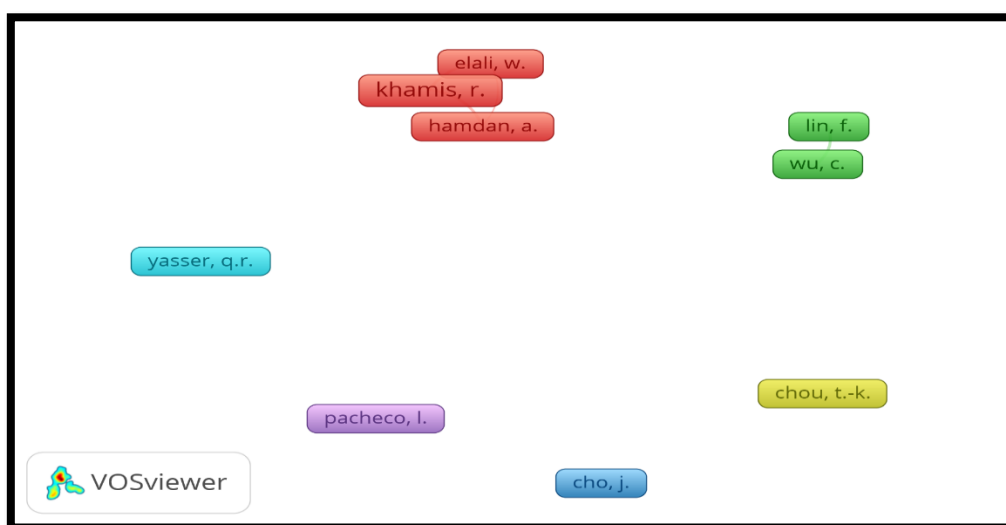 elali, w.
khamis, r.
hamdan, a.
lin, f.
wu, c.
yasser, q.r.
chou, t.-k.
pacheco, l.
cho, j.
VOSviewer